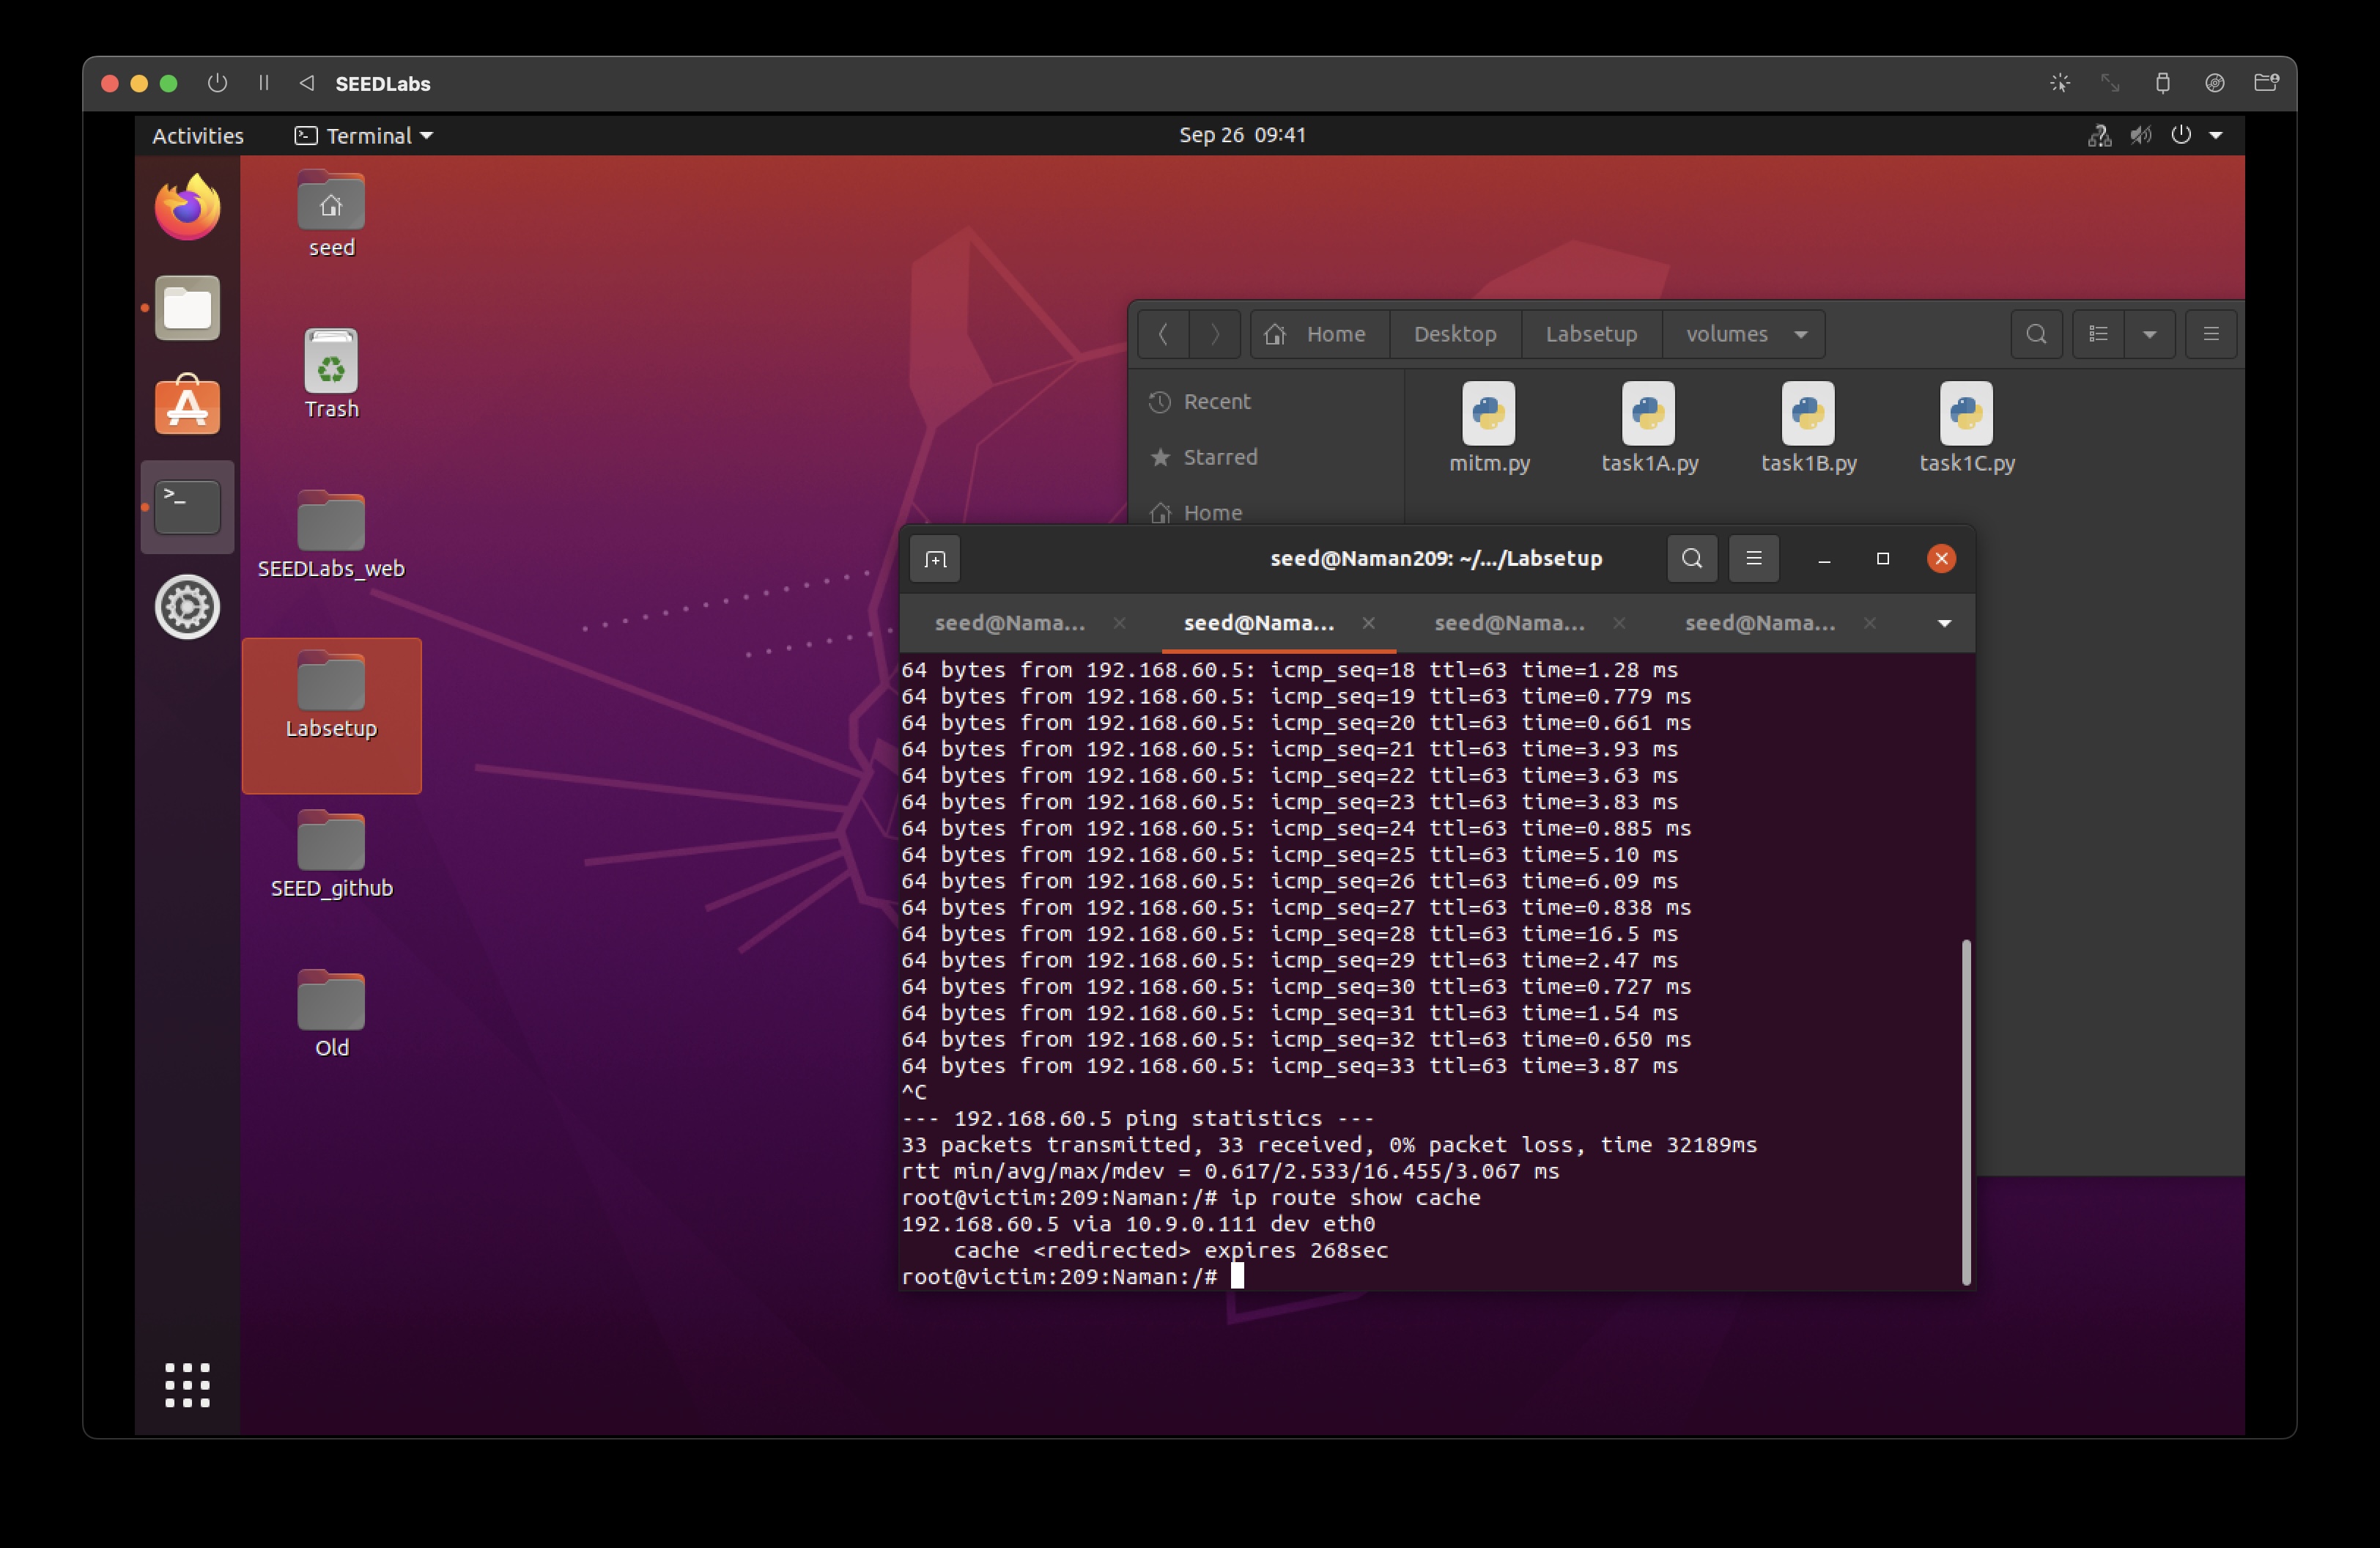 SEEDLabs
Activities
Terminal
Sep 26 09:41
seed
Trash
SEEDLabs_web
Labsetup
SEED_github
Old
Home
Desktop
Labsetup
volumes
Recent
Starred
Home
mitm.py
task1A.py
task1B.py
task1C.py
seed@Naman209: ~/.../Labsetup
seed@Nama...
seed@Nama...
seed@Nama...
seed@Nama...
64 bytes from 192.168.60.5: icmp_seq=18 ttl=63 time=1.28 ms
64 bytes from 192.168.60.5: icmp_seq=19 ttl=63 time=0.779 ms
64 bytes from 192.168.60.5: icmp_seq=20 ttl=63 time=0.661 ms
64 bytes from 192.168.60.5: icmp_seq=21 ttl=63 time=3.93 ms
64 bytes from 192.168.60.5: icmp_seq=22 ttl=63 time=3.63 ms
64 bytes from 192.168.60.5: icmp_seq=23 ttl=63 time=3.83 ms
64 bytes from 192.168.60.5: icmp_seq=24 ttl=63 time=0.885 ms
64 bytes from 192.168.60.5: icmp_seq=25 ttl=63 time=5.10 ms
64 bytes from 192.168.60.5: icmp_seq=26 ttl=63 time=6.09 ms
64 bytes from 192.168.60.5: icmp_seq=27 ttl=63 time=0.838 ms
64 bytes from 192.168.60.5: icmp_seq=28 ttl=63 time=16.5 ms
64 bytes from 192.168.60.5: icmp_seq=29 ttl=63 time=2.47 ms
64 bytes from 192.168.60.5: icmp_seq=30 ttl=63 time=0.727 ms
64 bytes from 192.168.60.5: icmp_seq=31 ttl=63 time=1.54 ms
64 bytes from 192.168.60.5: icmp_seq=32 ttl=63 time=0.650 ms
64 bytes from 192.168.60.5: icmp_seq=33 ttl=63 time=3.87 ms
^C
--- 192.168.60.5 ping statistics ---
33 packets transmitted, 33 received, 0% packet loss, time 32189ms
rtt min/avg/max/mdev = 0.617/2.533/16.455/3.067 ms
root@victim:209:Naman:/# ip route show cache
192.168.60.5 via 10.9.0.111 dev eth0
    cache <redirected> expires 268sec
root@victim:209:Naman:/#